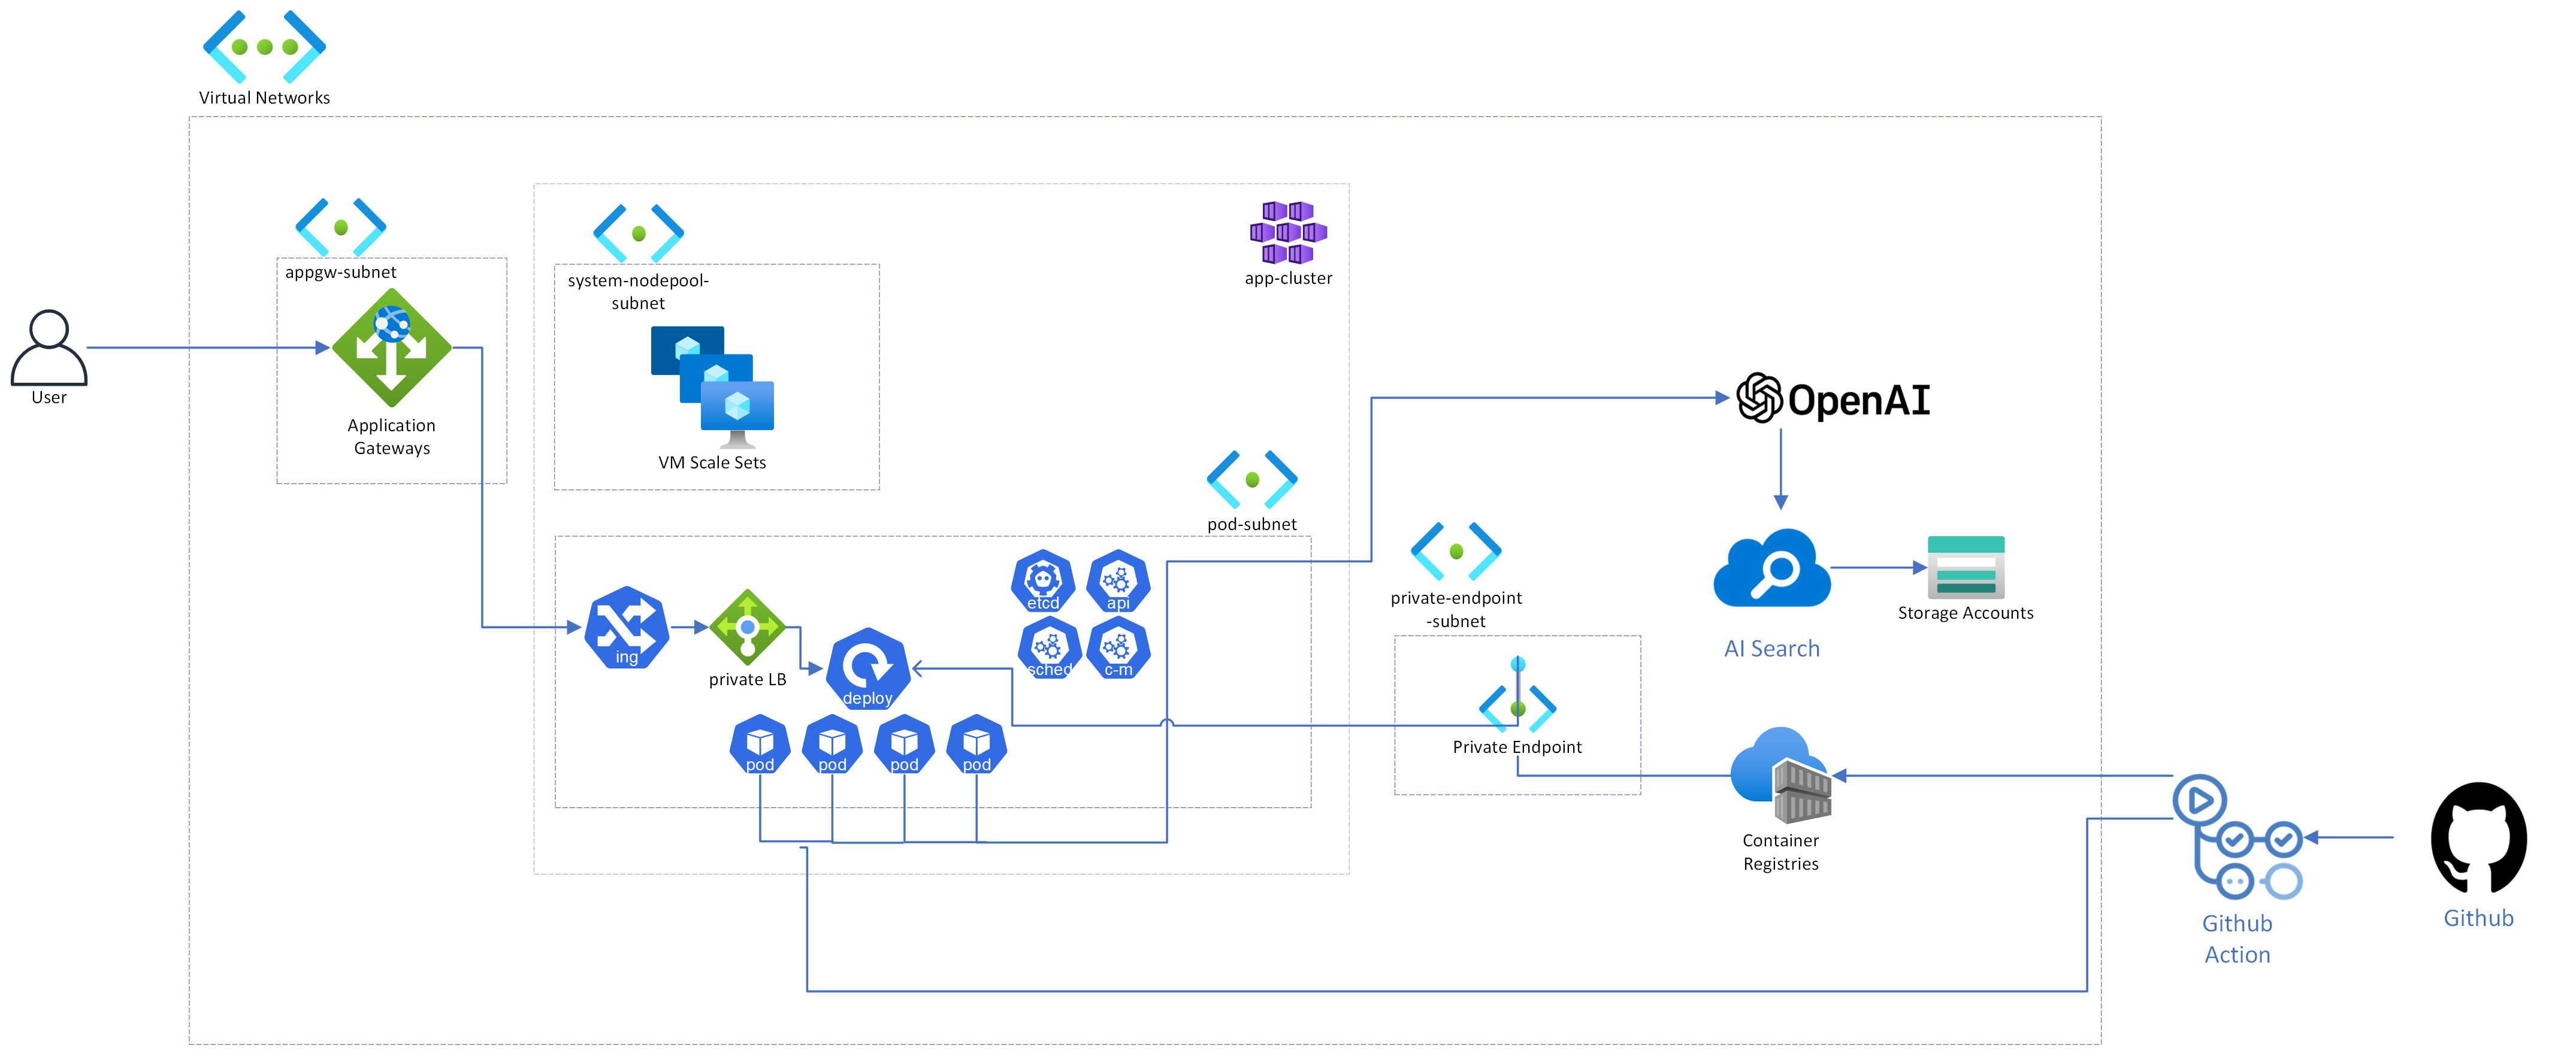 Virtual Networks
appgw-subnet
Application
Gateways
User
system-nodepool-
subnet
VM Scale Sets
app-cluster
pod-subnet
ing
private LB
deploy
etcd
api
sched
c-m
pod
pod
pod
pod
private-endpoint
-subnet
Private Endpoint
OpenAI
AI Search
Storage Accounts
Container
Registries
Github
Action
Github